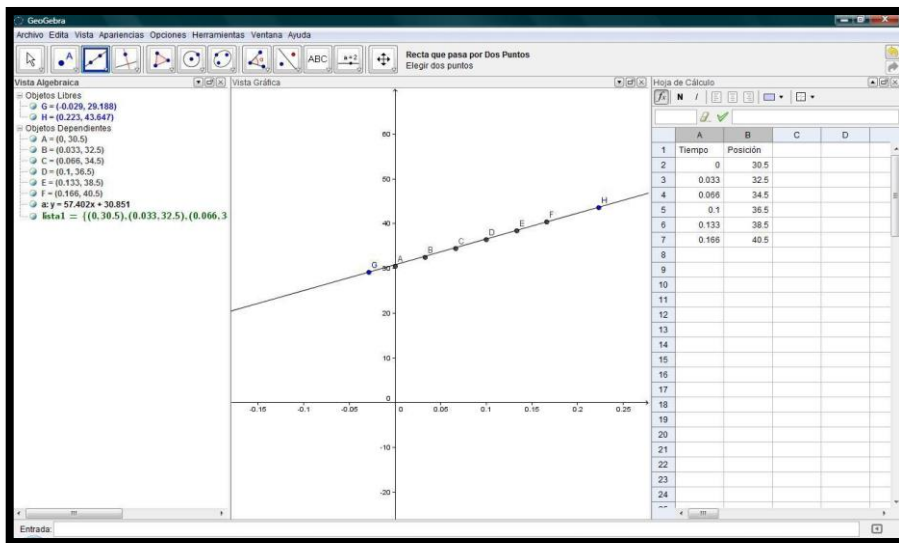 GeoGebra
Archivo Edita Vista Apariencias Opciones Herramientas Ventana Ayuda
ABC
a=2
Recta que pasa por Dos Puntos
Elegir dos puntos
Vista Algebraica
Objetos Libres
G = (-0.029, 29.188)
H = (0.223, 43.647)
Objetos Dependientes
A = (0, 30.5)
B = (0.033, 32.5)
C = (0.066, 34.5)
D = (0.1, 36.5)
E = (0.133, 38.5)
F = (0.166, 40.5)
a: y = 57.402x + 30.851
lista1 = {(0,30.5),(0.033,32.5),(0.066,3
Vista Gráfica
60
50
40
30
20
10
0
-10
-20
-0.15 -0.1 -0.05 0 0.05 0.1 0.15 0.2 0.25
G A B C D E F H
Hoja de Cálculo
N I
A B C D
1 Tiempo Posición
2 0 30.5
3 0.033 32.5
4 0.066 34.5
5 0.1 36.5
6 0.133 38.5
7 0.166 40.5
8
9
10
11
12
13
14
15
16
17
18
19
20
21
22
23
24
Entrada: